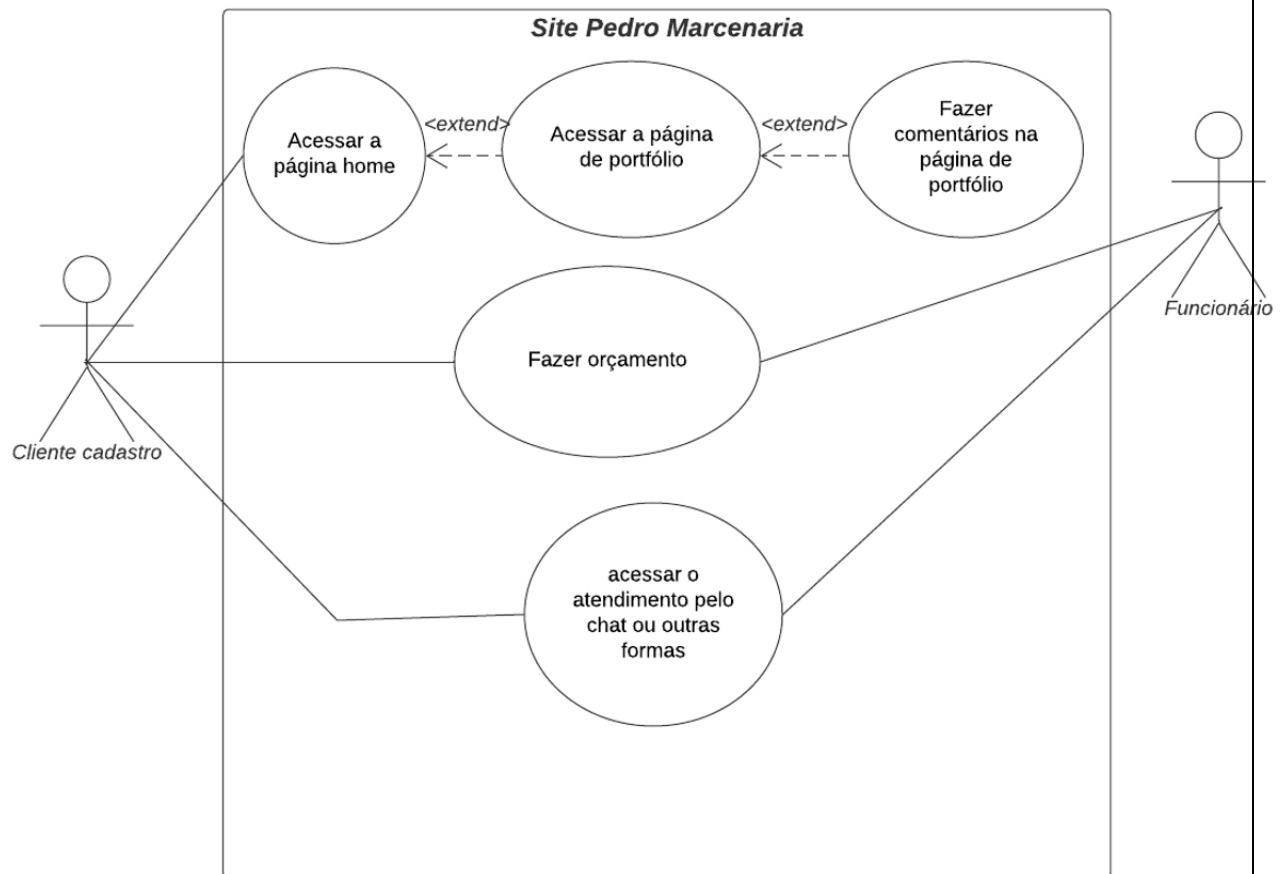 Site Pedro Marcenaria
Acessar a
página home
<extend>
Acessar a página
de portfólio
<extend>
Fazer
comentários na
página de
portfólio
Funcionário
Fazer orçamento
Cliente cadastro
acessar o
atendimento pelo
chat ou outras
formas